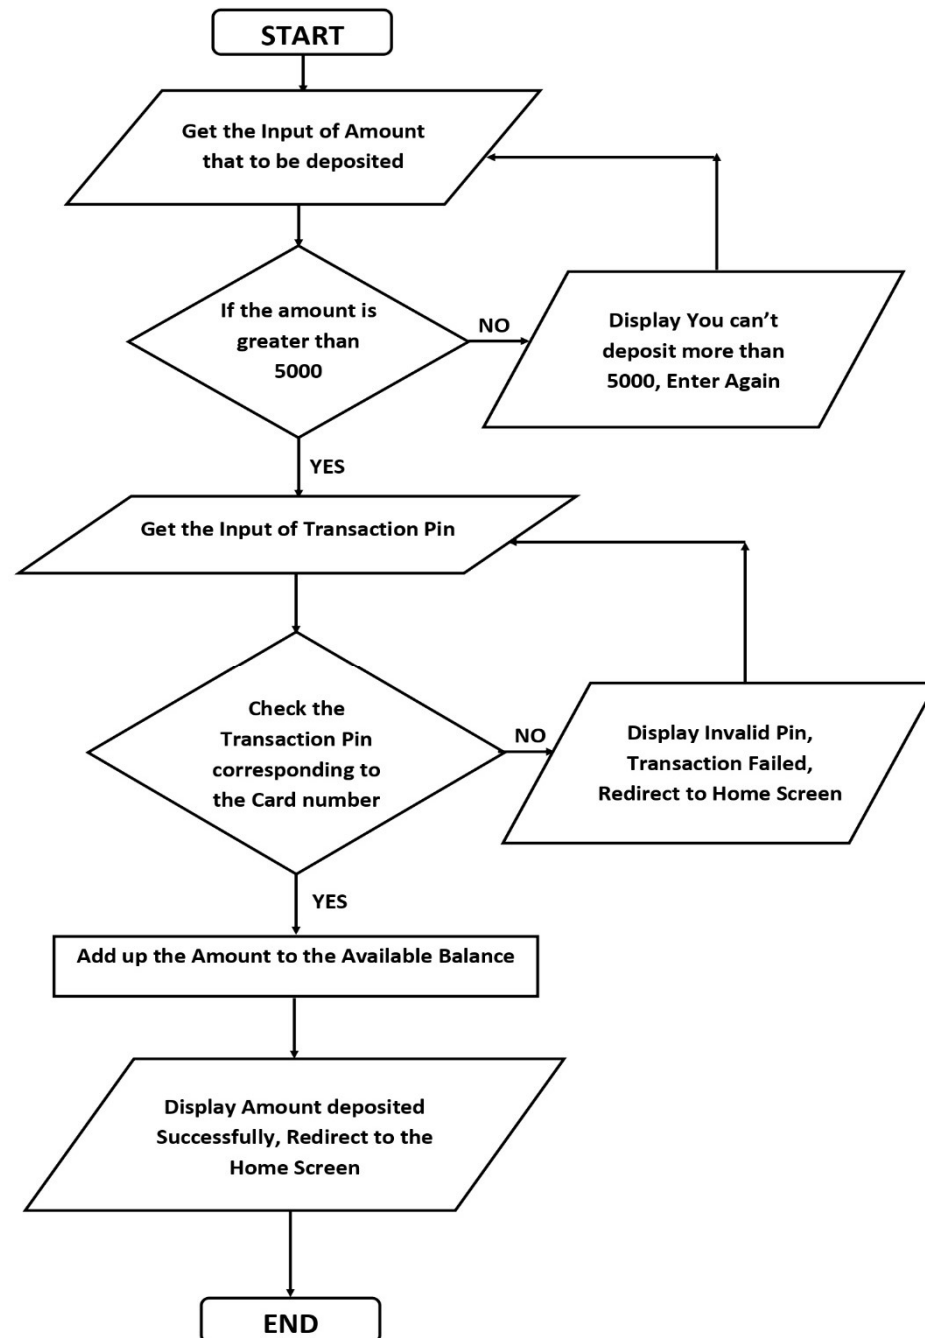 START
Get the Input of Amount
that to be deposited
If the amount is
greater than
5000
NO
Display You can't
deposit more than
5000, Enter Again
YES
Get the Input of Transaction Pin
Check the
Transaction Pin
corresponding to
the Card number
NO
Display Invalid Pin,
Transaction Failed,
Redirect to Home Screen
YES
Add up the Amount to the Available Balance
Display Amount deposited
Successfully, Redirect to the
Home Screen
END